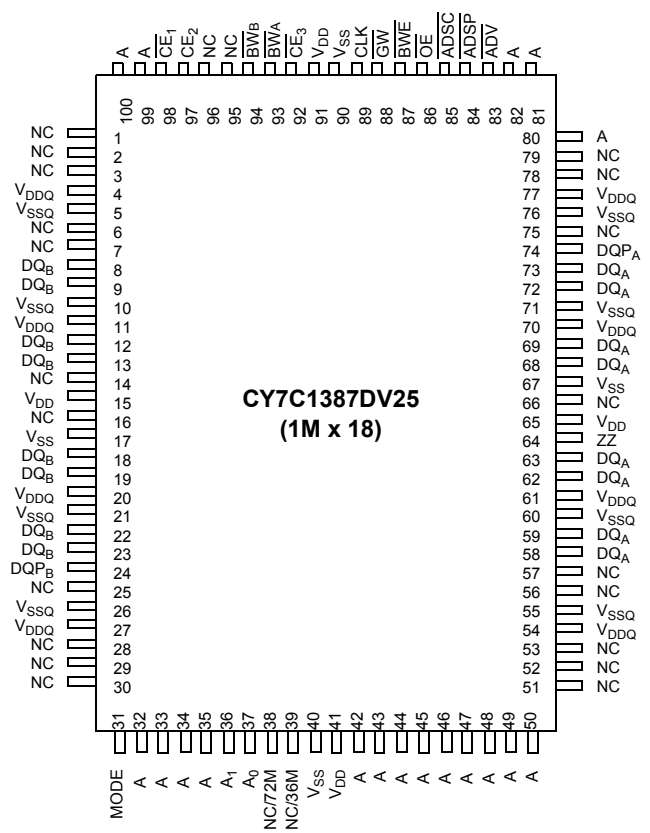 A
A
CE1
CE2
NC
NC
BWB
BWA
CE3
VDD
VSS
CLK
GW
BWE
OE
ADSC
ADSP
ADV
A
A
100
99
98
97
96
95
94
93
92
91
90
89
88
87
86
85
84
83
82
81
NC 1
NC 2
NC 3
VDDQ 4
VSSQ 5
NC 6
NC 7
DQB 8
DQB 9
VSSQ 10
VDDQ 11
DQB 12
DQB 13
NC 14
VDD 15
NC 16
VSS 17
DQB 18
DQB 19
VDDQ 20
VSSQ 21
DQB 22
DQB 23
DQPB 24
NC 25
VSSQ 26
VDDQ 27
NC 28
NC 29
NC 30
CY7C1387DV25
(1M x 18)
80 A
79 NC
78 NC
77 VDDQ
76 VSSQ
75 NC
74 DQPA
73 DQA
72 DQA
71 VSSQ
70 VDDQ
69 DQA
68 DQA
67 VSS
66 NC
65 VDD
64 ZZ
63 DQA
62 DQA
61 VDDQ
60 VSSQ
59 DQA
58 DQA
57 NC
56 NC
55 VSSQ
54 VDDQ
53 NC
52 NC
51 NC
31
32
33
34
35
36
37
38
39
40
41
42
43
44
45
46
47
48
49
50
MODE
A
A
A
A
A1
A0
NC/72M
NC/36M
VSS
VDD
A
A
A
A
A
A
A
A
A